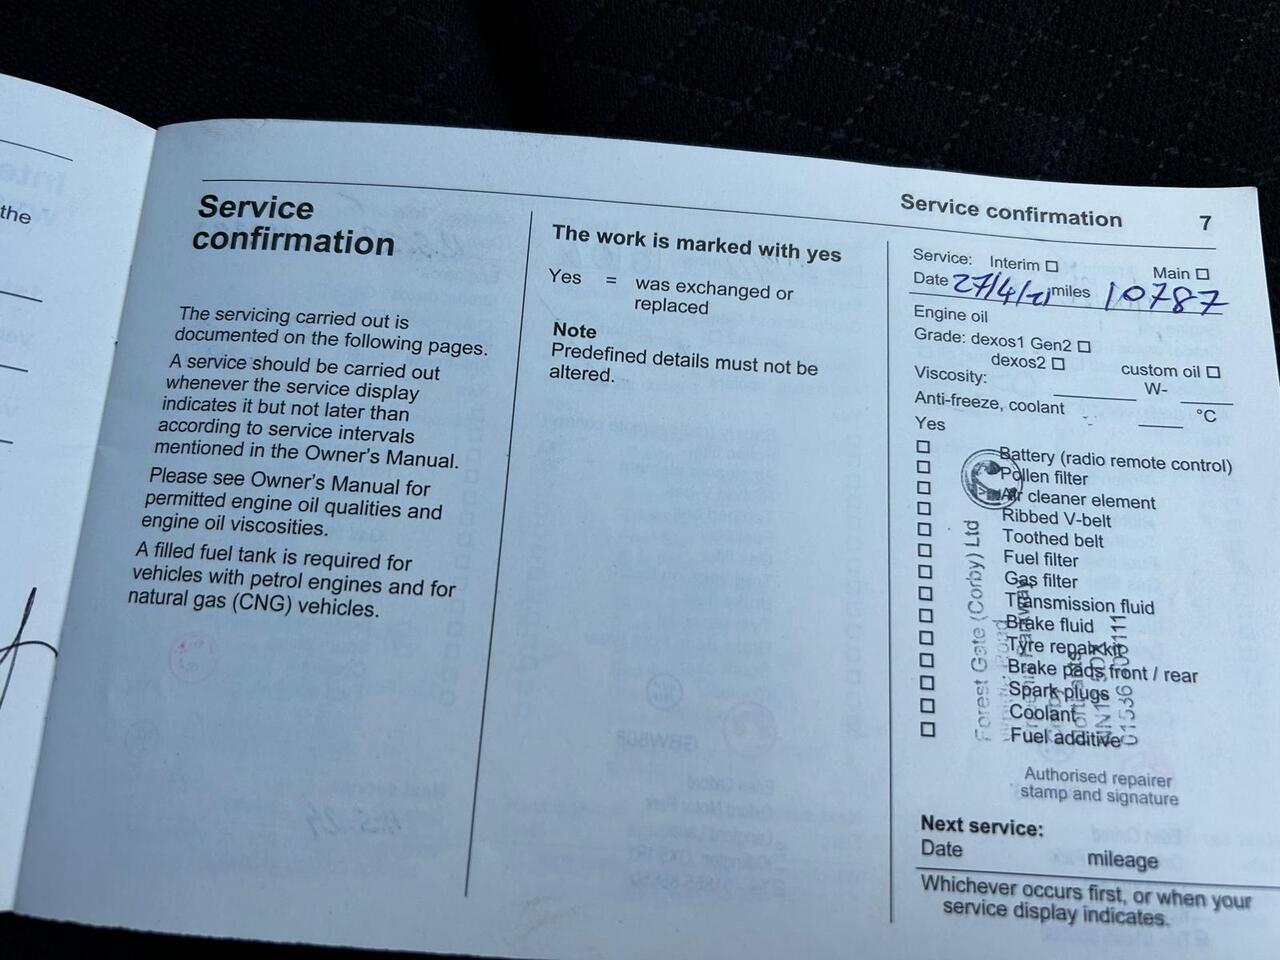 the
Service confirmation 7
Service
confirmation
The servicing carried out is
documented on the following pages.
A service should be carried out
whenever the service display
indicates it but not later than
according to service intervals
mentioned in the Owner's Manual.
Please see Owner's Manual for
permitted engine oil qualities and
engine oil viscosities.
A filled fuel tank is required for
vehicles with petrol engines and for
natural gas (CNG) vehicles.
The work is marked with yes
Yes = was exchanged or
replaced
Note
Predefined details must not be
altered.
Service: Interim ☐ Main ☐
Date 27/4/21 miles 10787
Engine oil
Grade: dexos1 Gen2 ☐
dexos2 ☐ custom oil ☐
Viscosity: W-
Anti-freeze, coolant °C
Yes
☐ Battery (radio remote control)
☐ Pollen filter
☐ Air cleaner element
☐ Ribbed V-belt
☐ Toothed belt
☐ Fuel filter
☐ Gas filter
☐ Transmission fluid
☐ Brake fluid
☐ Tyre repair kit
☐ Brake pads front / rear
☐ Spark plugs
☐ Coolant
☐ Fuel additive
Forest Gate (Corby) Ltd
Authorised repairer
stamp and signature
Next service:
Date mileage
Whichever occurs first, or when your
service display indicates.